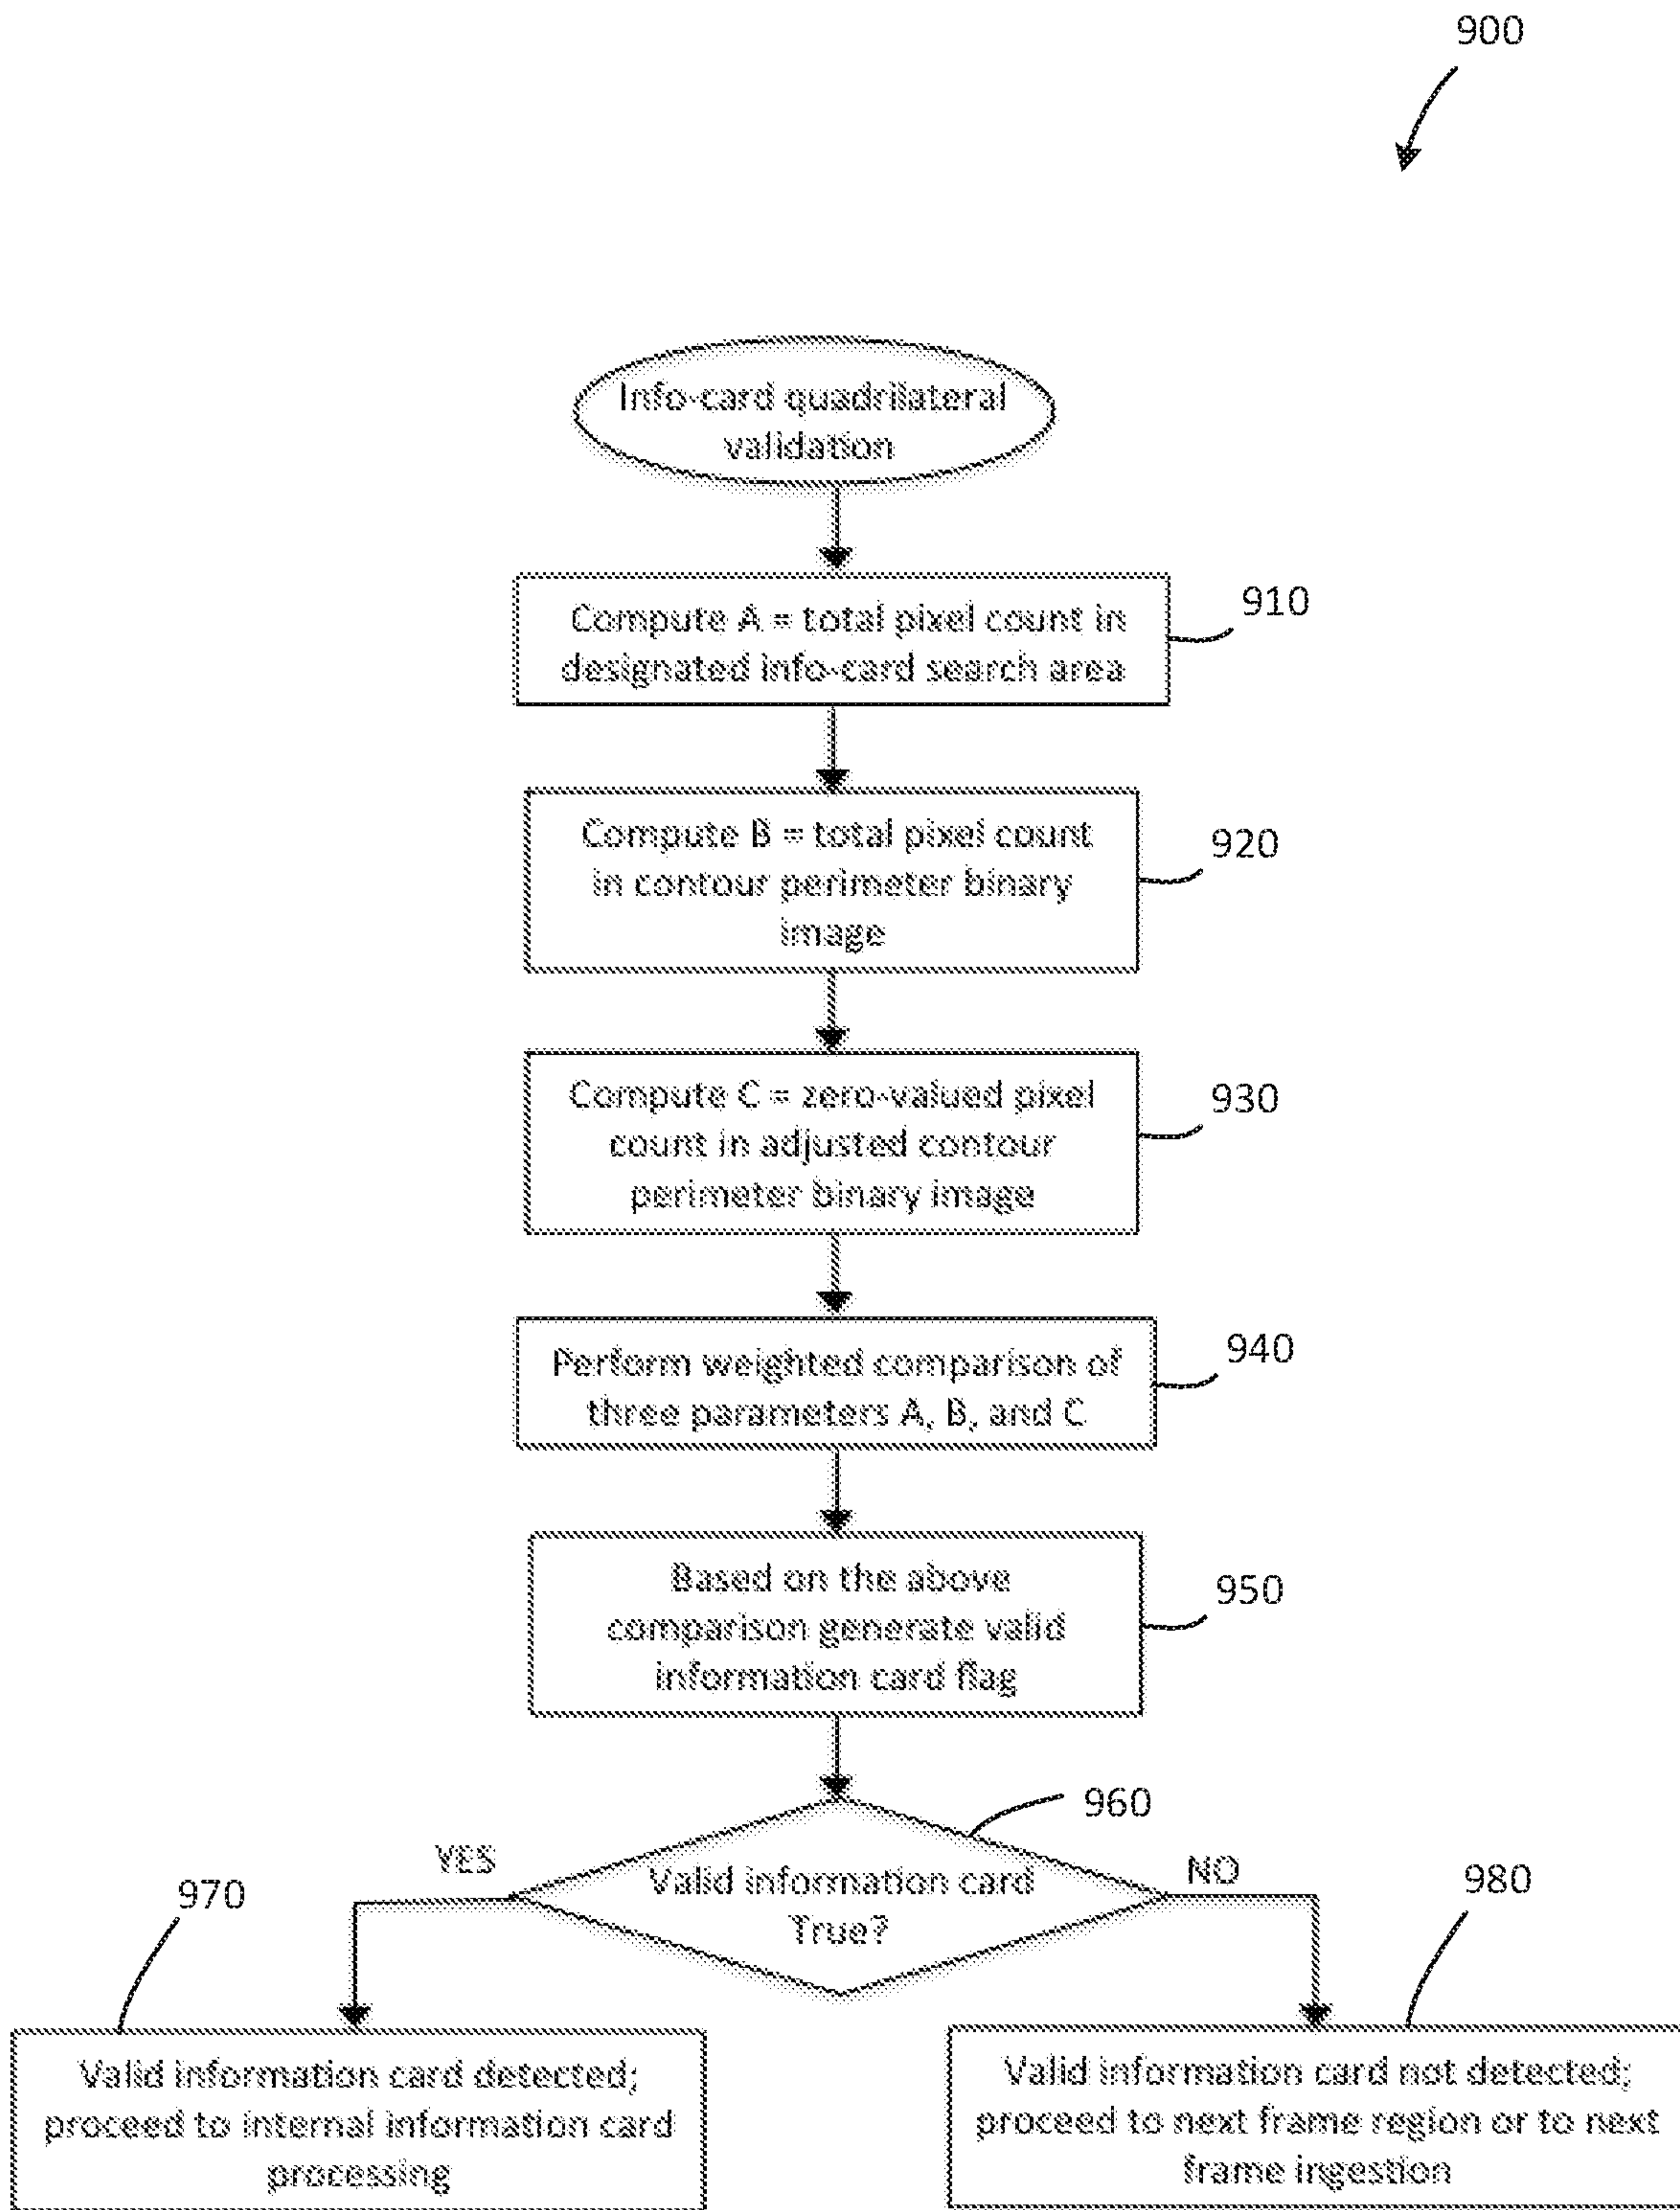 900
Info-card quadrilateral
validation
Compute A = total pixel count in
designated info-card search area
910
Compute B = total pixel count
in contour perimeter binary
image
920
Compute C = zero-valued pixel
count in adjusted contour
perimeter binary image
930
Perform weighted comparison of
three parameters A, B, and C
940
Based on the above
comparison generate valid
information card flag
950
960
Valid information card
True?
YES
NO
970
Valid information card detected;
proceed to internal information card
processing
980
Valid information card not detected;
proceed to next frame region or to next
frame ingestion